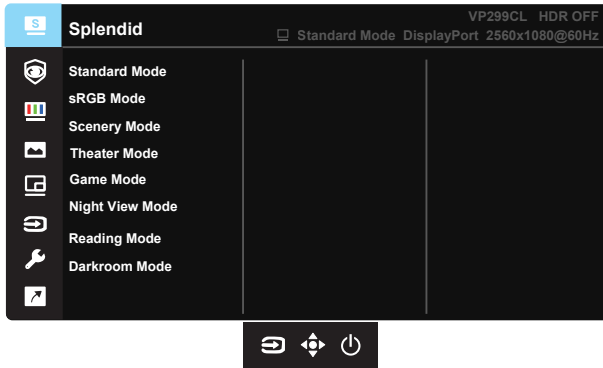 S
Splendid
VP299CL HDR OFF
Standard Mode DisplayPort 2560x1080@60Hz
Standard Mode
sRGB Mode
Scenery Mode
Theater Mode
Game Mode
Night View Mode
Reading Mode
Darkroom Mode